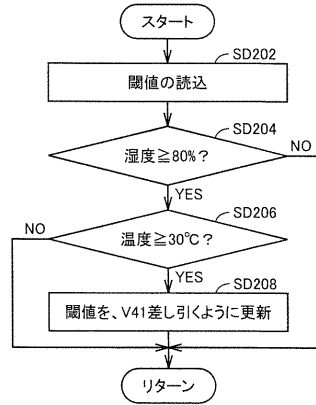 スタート
SD202
閾値の読込
SD204
湿度≧80%？
NO
YES
SD206
NO
温度≧30℃？
YES
SD208
閾値を、V41差し引くように更新
リターン